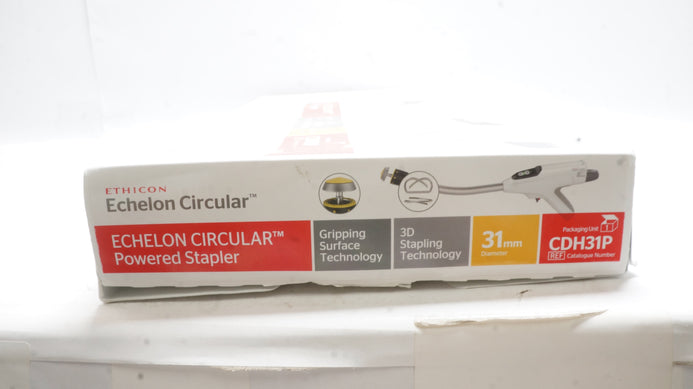 ETHICON
Echelon Circular™
ECHELON CIRCULAR™
Powered Stapler
Gripping
Surface
Technology
3D
Stapling
Technology
31mm
Diameter
Packaging Unit
CDH31P
REF Catalogue Number